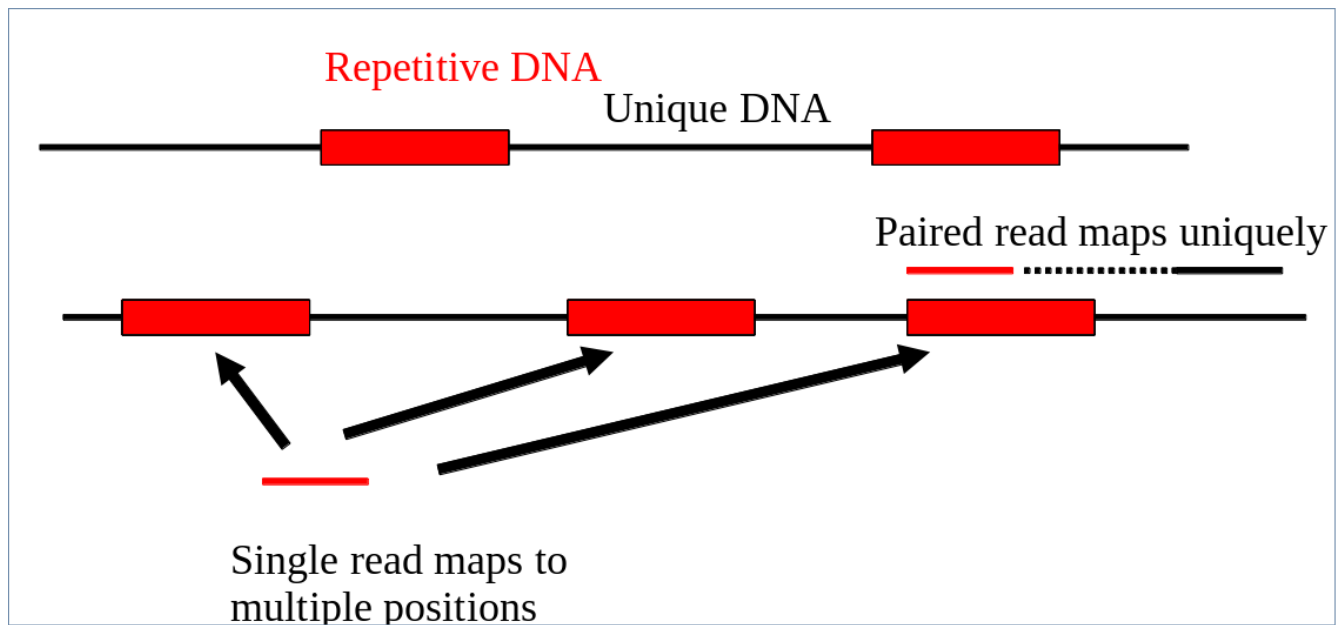 Repetitive DNA
Unique DNA
Paired read maps uniquely
Single read maps to
multiple positions